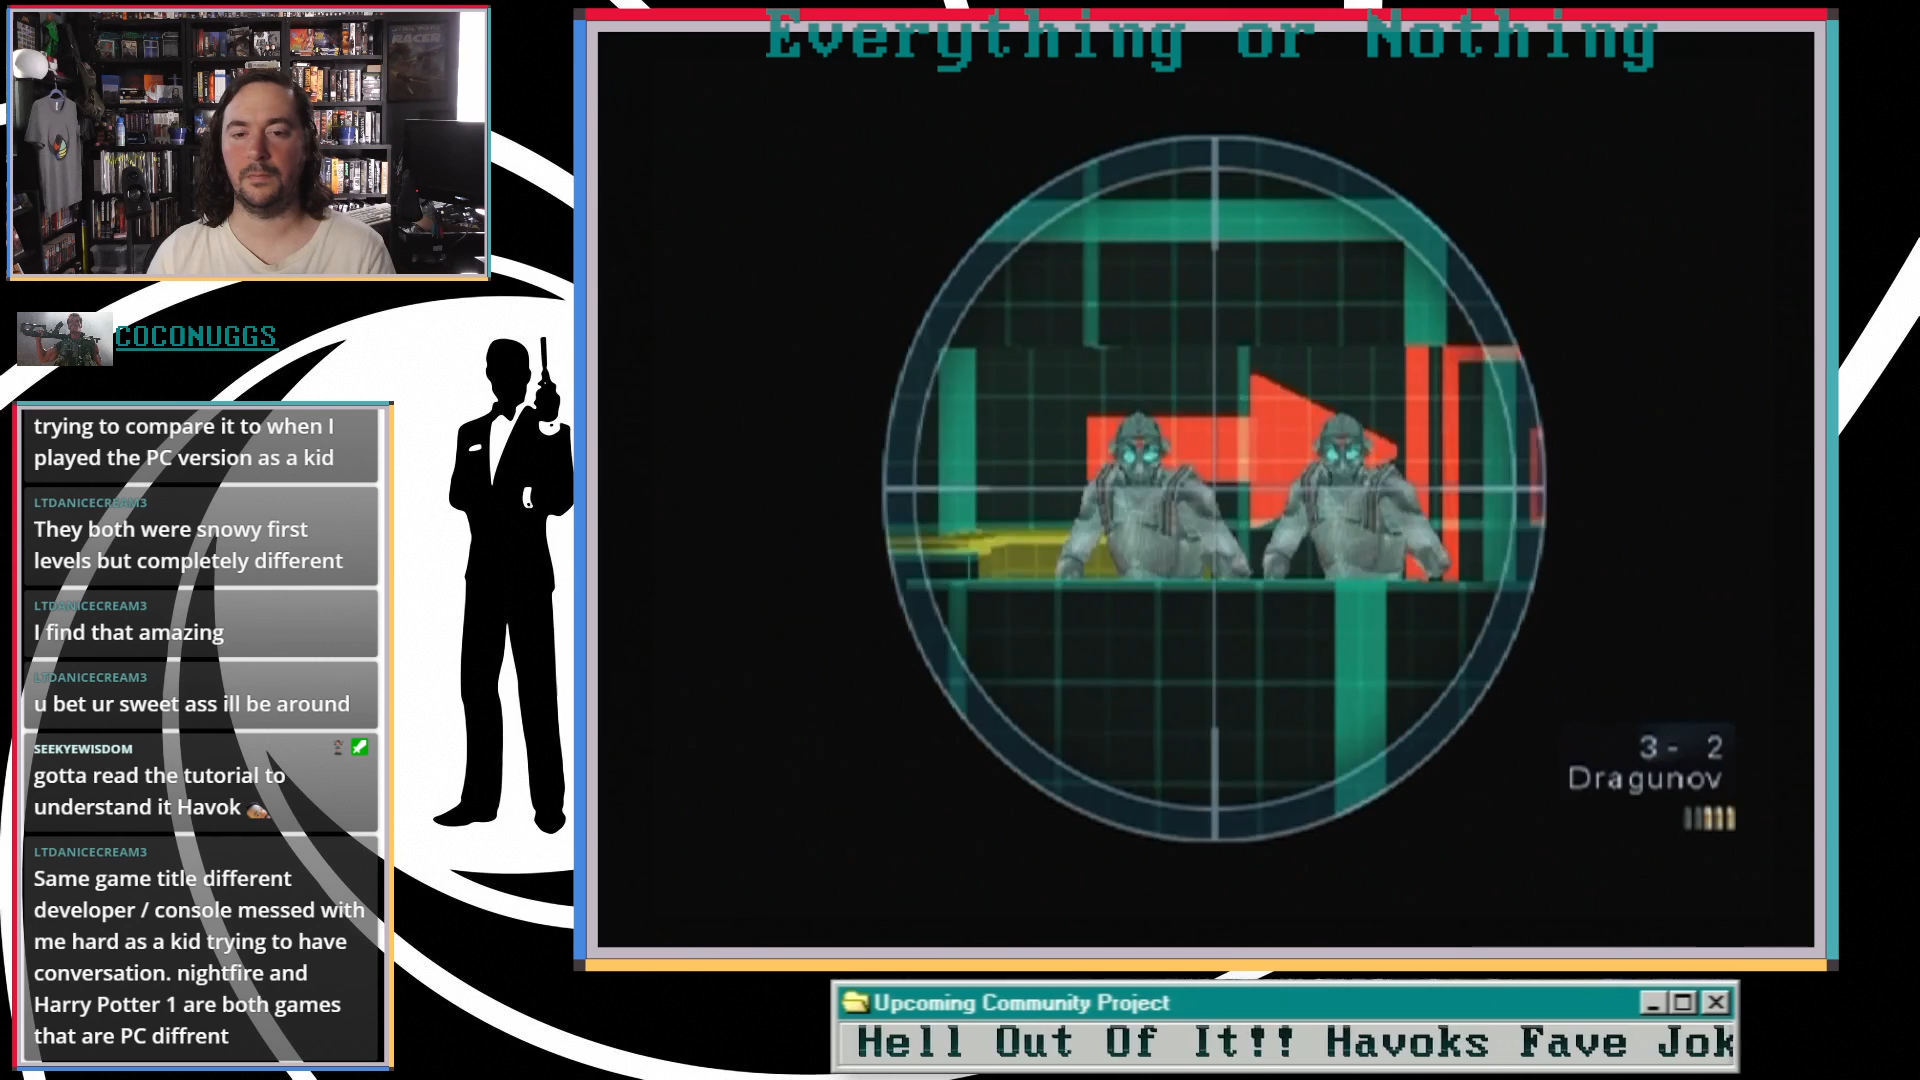 Everything or Nothing
RACER
COCONUGGS
trying to compare it to when I
played the PC version as a kid
LTDANICECREAM3
They both were snowy first
levels but completely different
LTDANICECREAM3
I find that amazing
LTDANICECREAM3
u bet ur sweet ass ill be around
SEEKYEWISDOM
gotta read the tutorial to
understand it Havok
LTDANICECREAM3
Same game title different
developer / console messed with
me hard as a kid trying to have
conversation. nightfire and
Harry Potter 1 are both games
that are PC diffrent
3- 2
Dragunov
Upcoming Community Project
Hell Out Of It!! Havoks Fave Jok